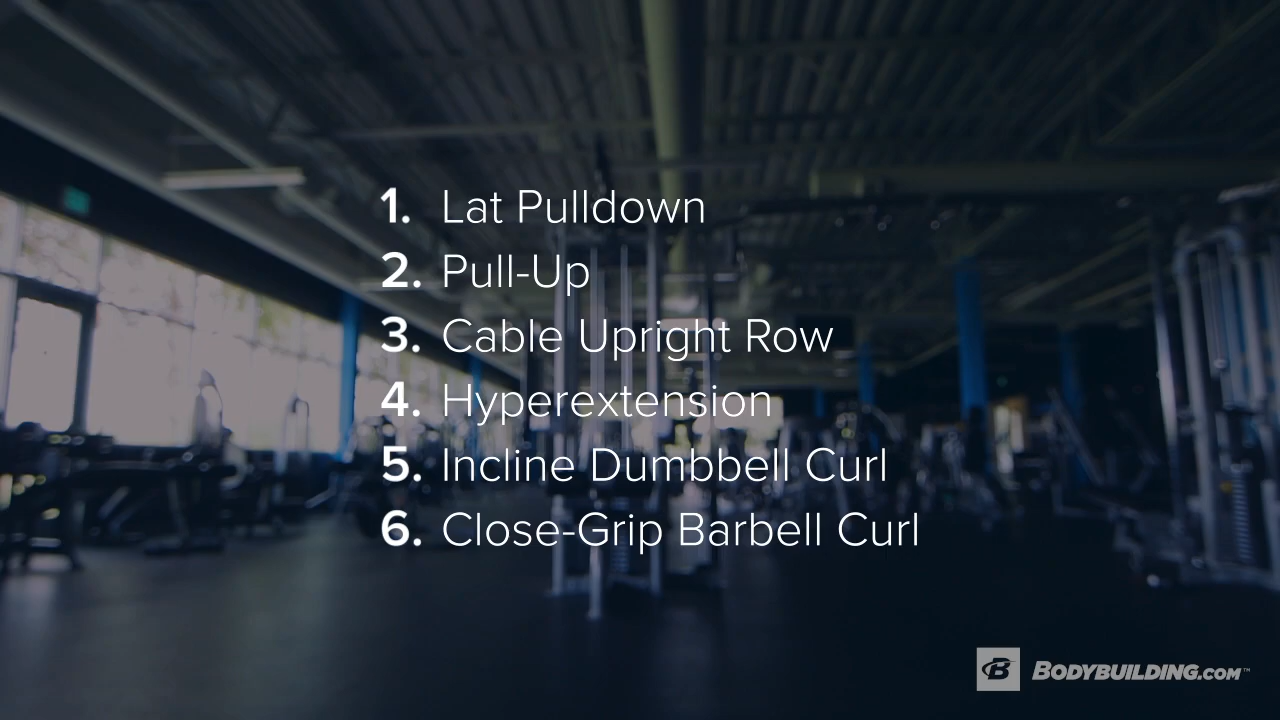 1. Lat Pulldown
2. Pull-Up
3. Cable Upright Row
4. Hyperextension
5. Incline Dumbbell Curl
6. Close-Grip Barbell Curl
B BODYBUILDING.COM™